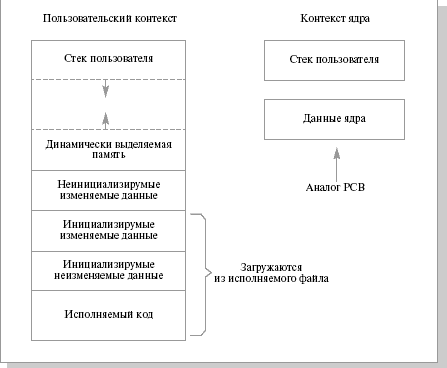 Пользовательский контекст
Стек пользователя
Динамически выделяемая
память
Неинициализирумые
изменяемые данные
Инициализирумые
изменяемые данные
Инициализирумые
неизменяемые данные
Исполняемый код
Загружаются
из исполняемого файла
Контекст ядра
Стек пользователя
Данные ядра
Аналог PCB